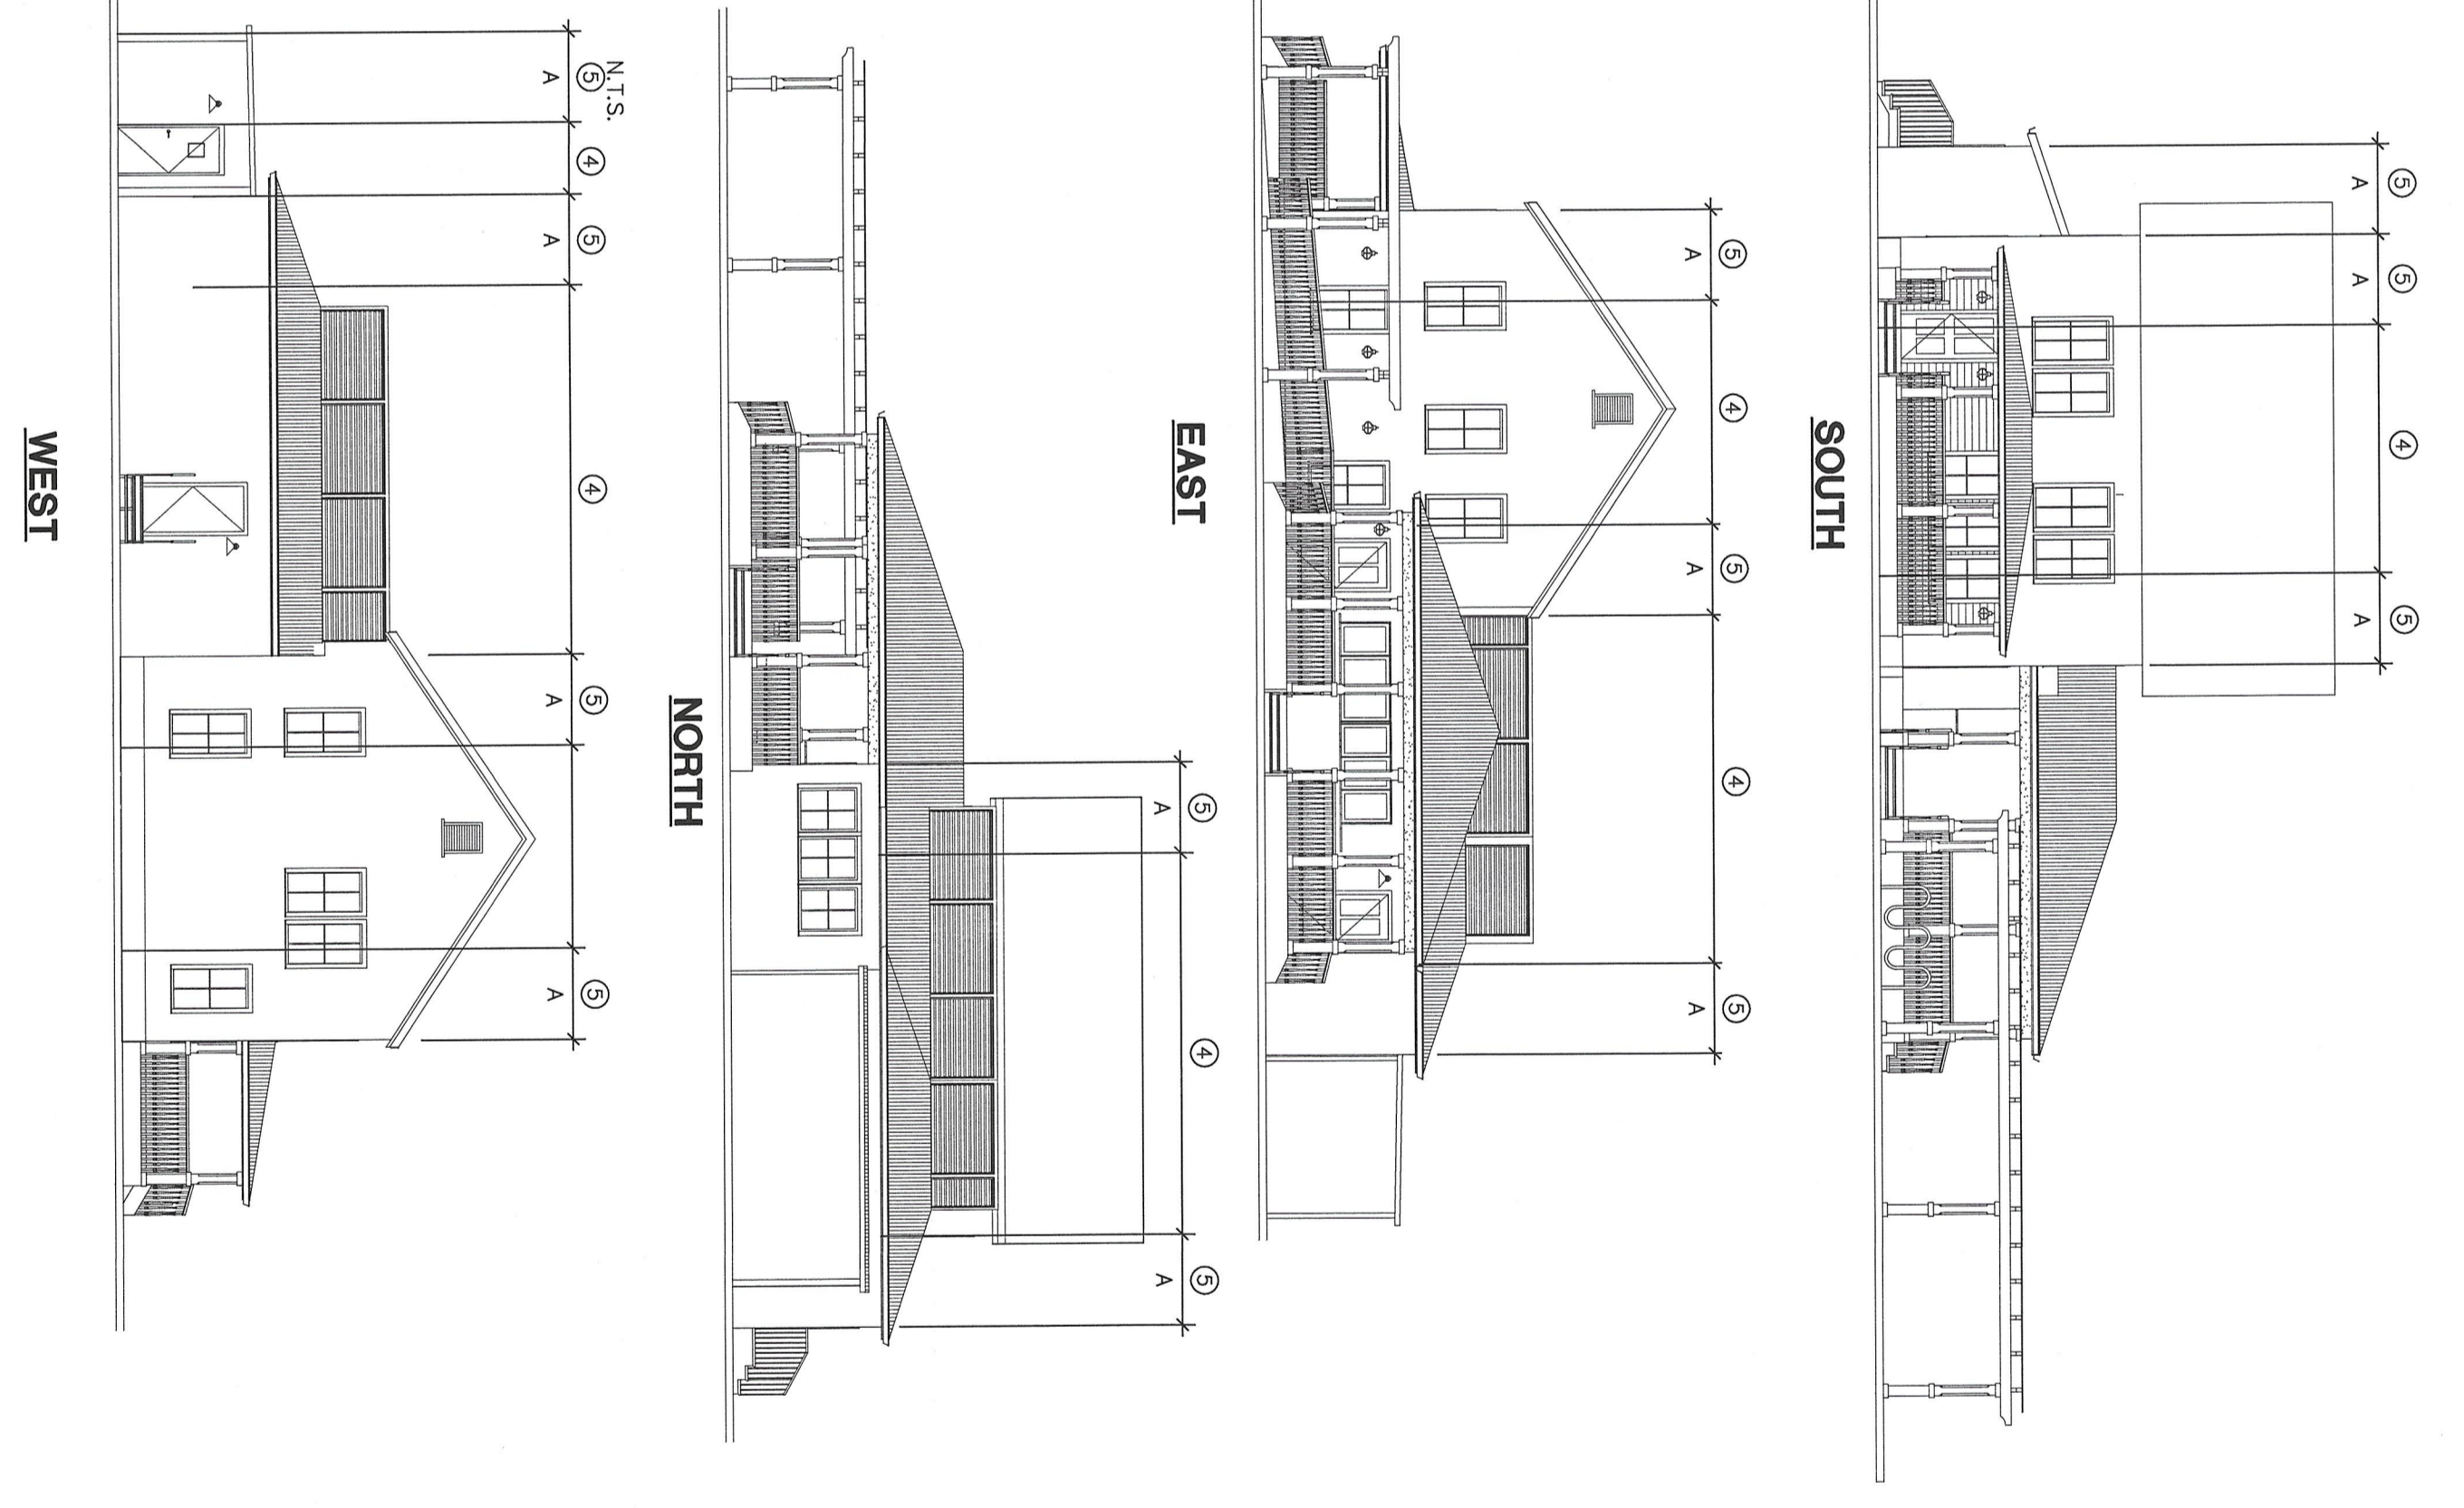 ⑤ ⑤ ④ ⑤
A A A
SOUTH
⑤ ④ ⑤ ④ ⑤
A A A
EAST
⑤ ④ ⑤
A A
NORTH
N.T.S.
⑤ ④ ⑤ ④ ⑤ ⑤
A A A A
WEST